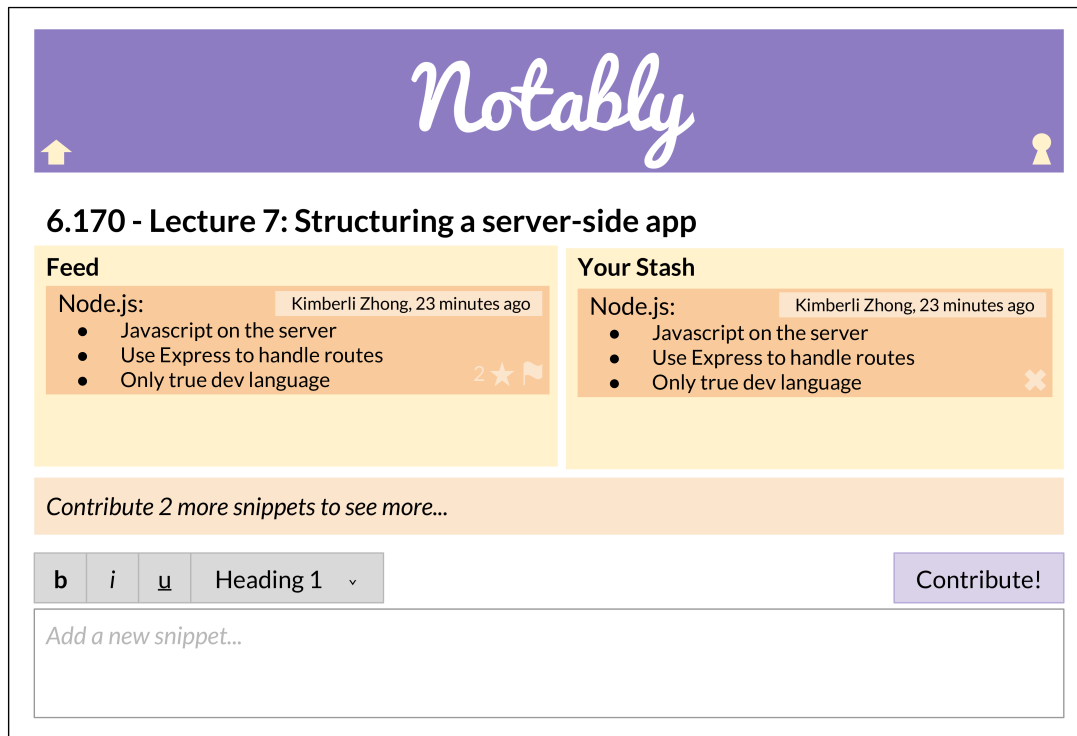 Notably
6.170 - Lecture 7: Structuring a server-side app
Feed
Node.js:
Kimberli Zhong, 23 minutes ago
● Javascript on the server
● Use Express to handle routes
● Only true dev language
2
Your Stash
Node.js:
Kimberli Zhong, 23 minutes ago
● Javascript on the server
● Use Express to handle routes
● Only true dev language
Contribute 2 more snippets to see more...
b i u Heading 1
Contribute!
Add a new snippet...